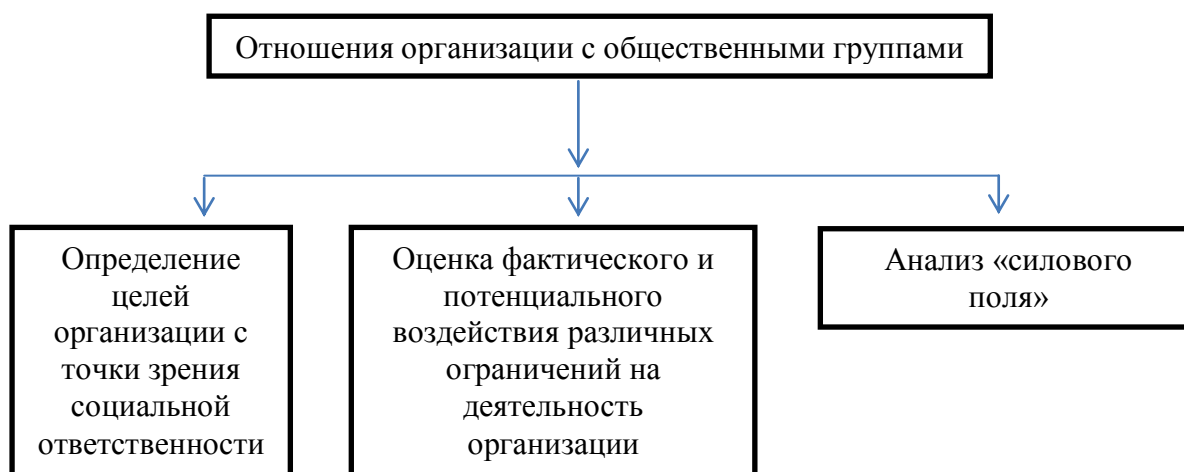 Отношения организации с общественными группами
Определение
целей
организации с
точки зрения
социальной
ответственности
Оценка фактического и
потенциального
воздействия различных
ограничений на
деятельность
организации
Анализ «силового
поля»